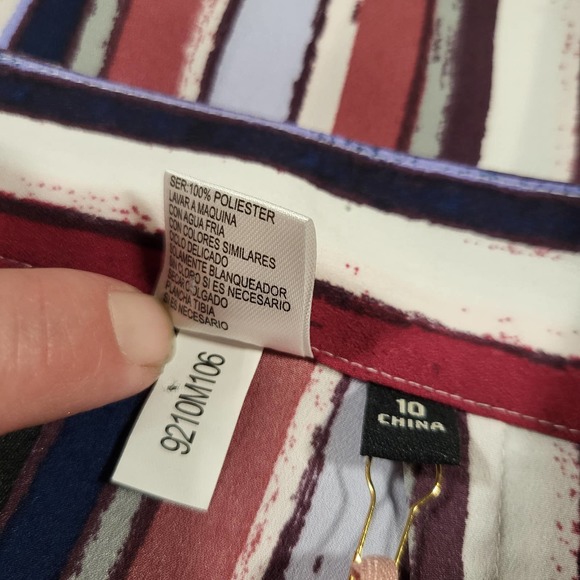 SER:100% POLIESTER
LAVAR A MAQUINA
CON AGUA FRIA
CON COLORES SIMILARES
CICLO DELICADO
SOLAMENTE BLANQUEADOR
SI ES NECESARIO
COLGADO
PLANCHA TIBIA
SI ES NECESARIO
9210M106
10
CHINA